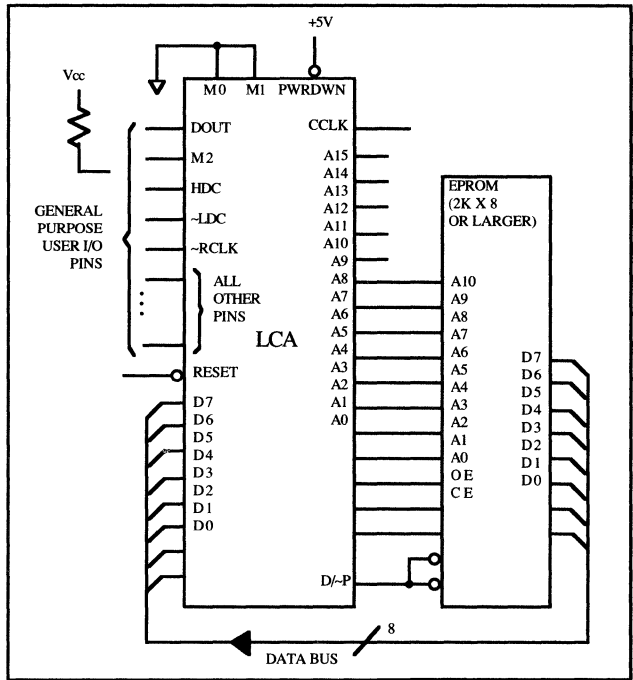 +5V
Vcc
M0 M1 PWRDWN
DOUT
M2
HDC
~LDC
~RCLK
GENERAL
PURPOSE
USER I/O
PINS
ALL
OTHER
PINS
LCA
RESET
D7
D6
D5
D4
D3
D2
D1
D0
CCLK
A15
A14
A13
A12
A11
A10
A9
A8
A7
A6
A5
A4
A3
A2
A1
A0
D/~P
EPROM
(2K X 8
OR LARGER)
A10
A9
A8
A7
A6
A5
A4
A3
A2
A1
A0
OE
CE
D7
D6
D5
D4
D3
D2
D1
D0
8
DATA BUS